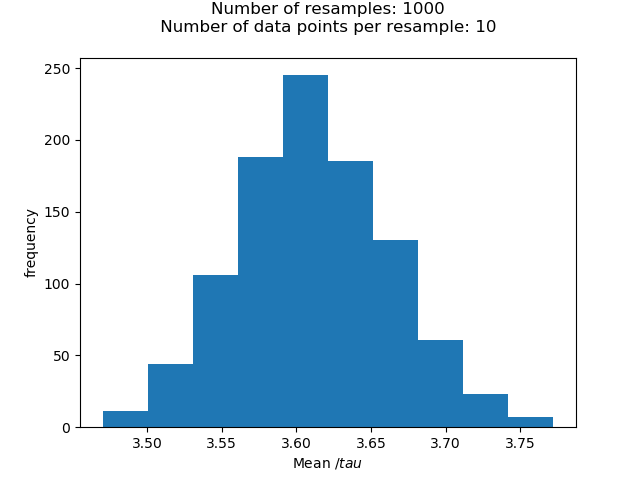 Number of resamples: 1000
Number of data points per resample: 10
250
200
150
100
50
0
frequency
3.50 3.55 3.60 3.65 3.70 3.75
Mean /tau